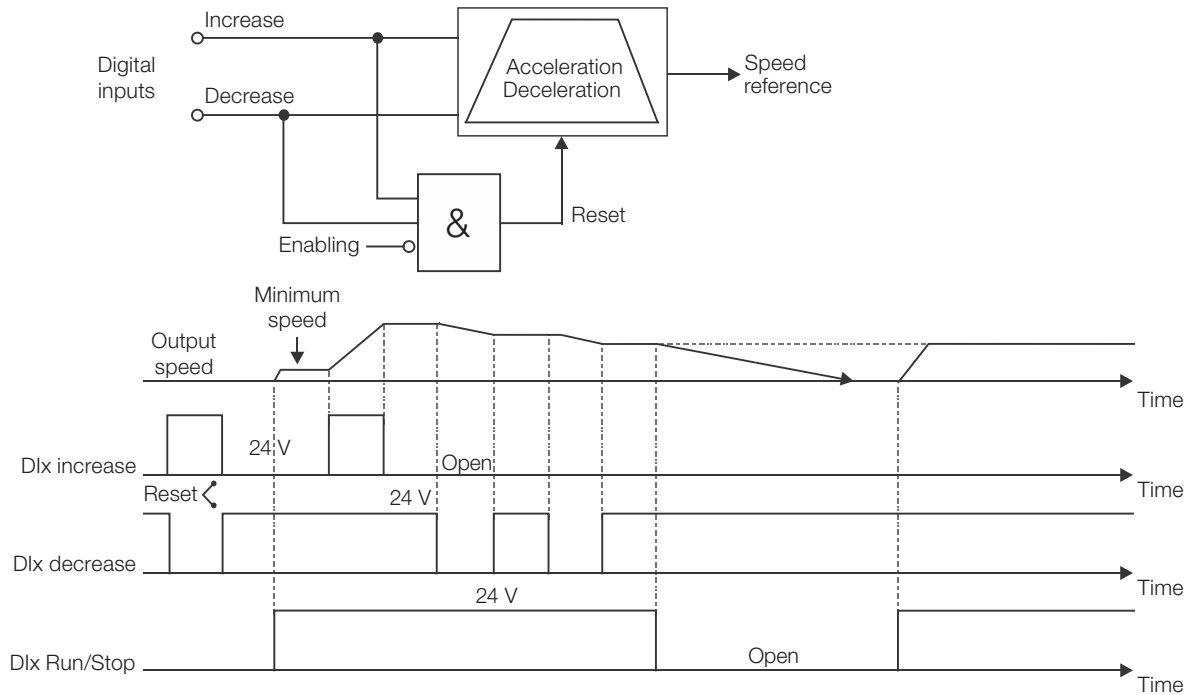 Increase
Digital
inputs
Decrease
Acceleration
Deceleration
Speed
reference
&
Reset
Enabling
Minimum
speed
Output
speed
Time
24 V
DIx increase
Open
Time
Reset
24 V
DIx decrease
Time
24 V
DIx Run/Stop
Open
Time